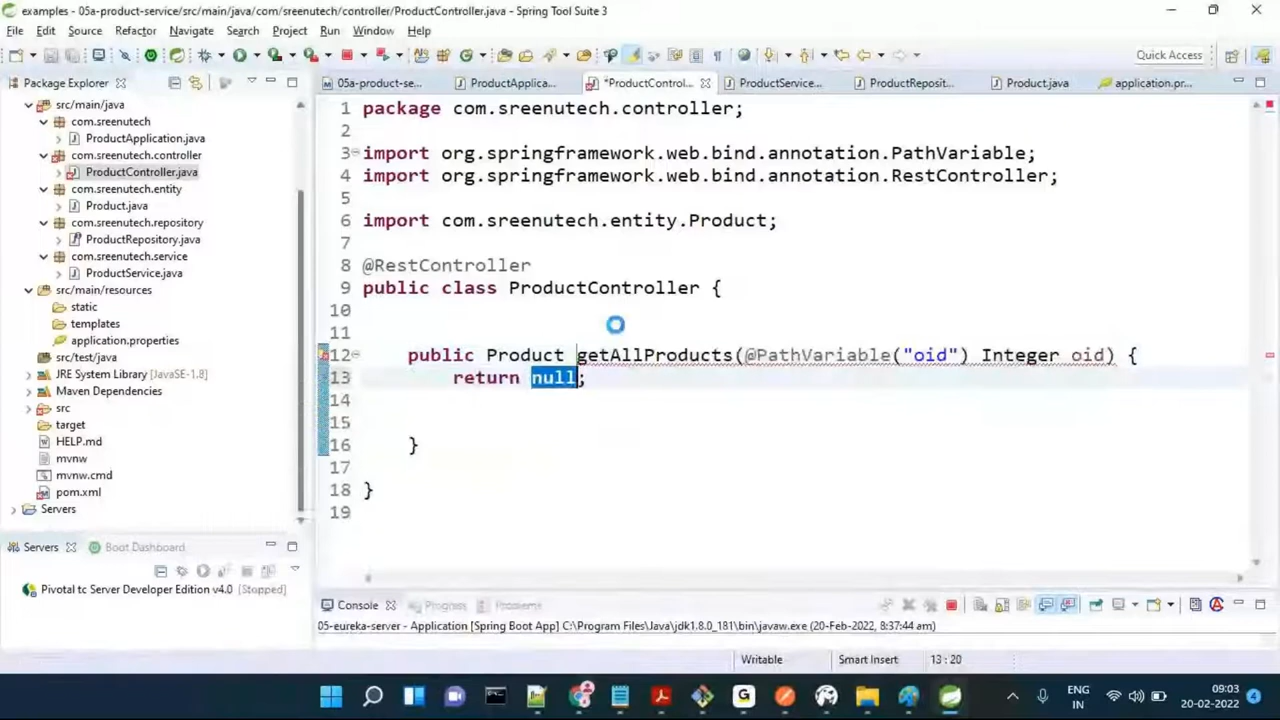 examples - 05a-product-service/src/main/java/com/sreenutech/controller/ProductController.java - Spring Tool Suite 3
File Edit Source Refactor Navigate Search Project Run Window Help
Quick Access
Package Explorer
05a-product-se...
ProductApplica...
*ProductControl...
ProductService...
ProductReposit...
Product.java
application.pr...
src/main/java
com.sreenutech
ProductApplication.java
com.sreenutech.controller
ProductController.java
com.sreenutech.entity
Product.java
com.sreenutech.repository
ProductRepository.java
com.sreenutech.service
ProductService.java
src/main/resources
static
templates
application.properties
src/test/java
JRE System Library [JavaSE-1.8]
Maven Dependencies
src
target
HELP.md
mvnw
mvnw.cmd
pom.xml
Servers
1 package com.sreenutech.controller;
2
3 import org.springframework.web.bind.annotation.PathVariable;
4 import org.springframework.web.bind.annotation.RestController;
5
6 import com.sreenutech.entity.Product;
7
8 @RestController
9 public class ProductController {
10
11
12 public Product getAllProducts(@PathVariable("oid") Integer oid) {
13 return null;
14
15
16 }
17
18 }
19
Servers Boot Dashboard
Pivotal tc Server Developer Edition v4.0 [Stopped]
Console Progress Problems
05-eureka-server - Application [Spring Boot App] C:\Program Files\Java\jdk1.8.0_181\bin\javaw.exe (20-Feb-2022, 8:37:44 am)
Writable Smart Insert 13 : 20
ENG
IN
09:03
20-02-2022